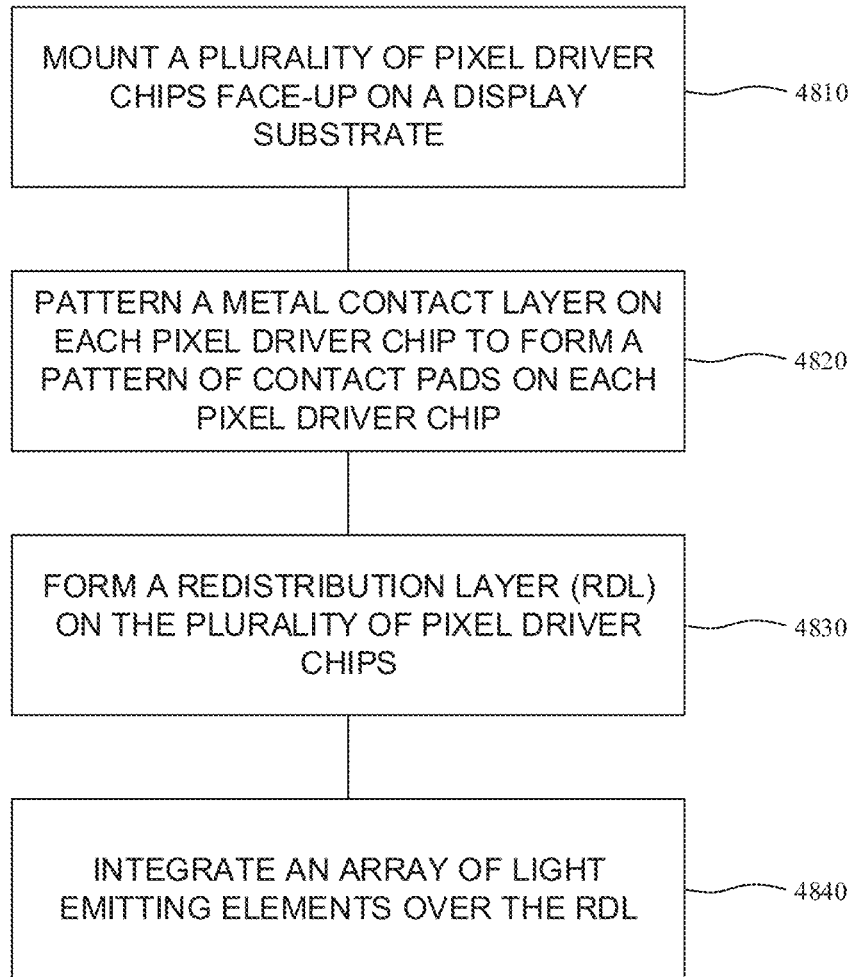 MOUNT A PLURALITY OF PIXEL DRIVER
CHIPS FACE-UP ON A DISPLAY
SUBSTRATE
4810
PATTERN A METAL CONTACT LAYER ON
EACH PIXEL DRIVER CHIP TO FORM A
PATTERN OF CONTACT PADS ON EACH
PIXEL DRIVER CHIP
4820
FORM A REDISTRIBUTION LAYER (RDL)
ON THE PLURALITY OF PIXEL DRIVER
CHIPS
4830
INTEGRATE AN ARRAY OF LIGHT
EMITTING ELEMENTS OVER THE RDL
4840